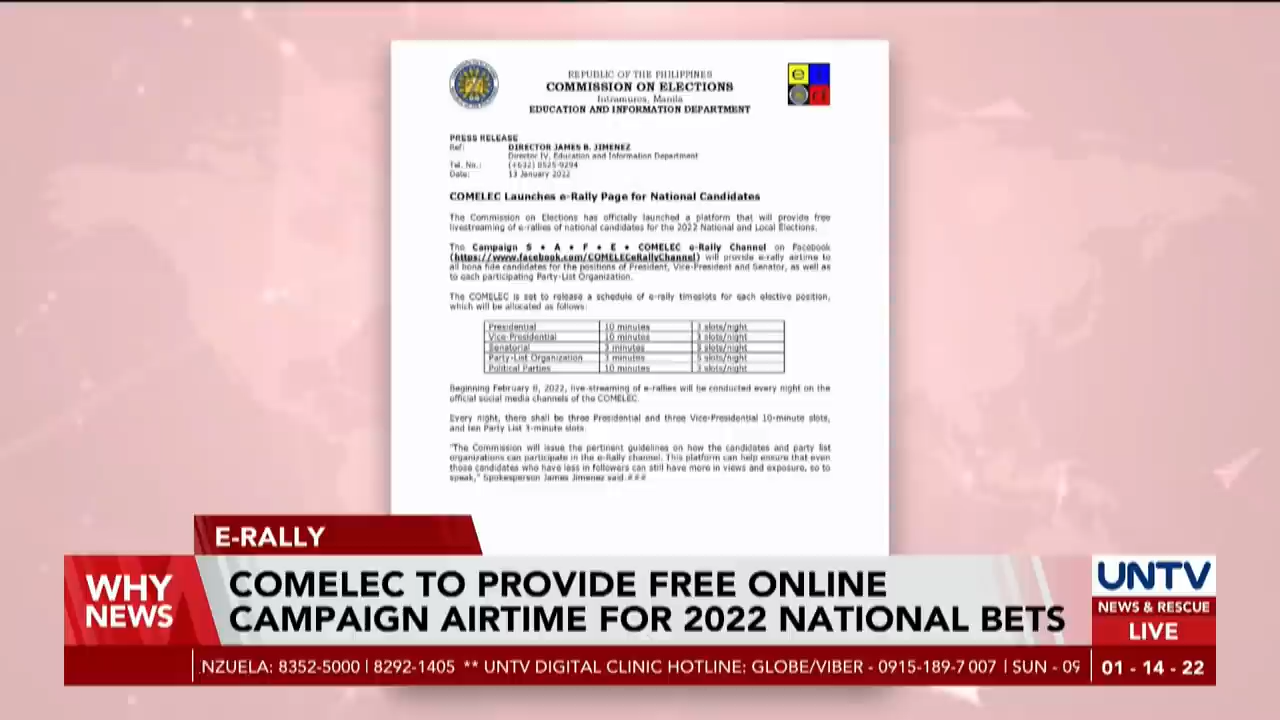 REPUBLIC OF THE PHILIPPINES
COMMISSION ON ELECTIONS
Intramuros, Manila
EDUCATION AND INFORMATION DEPARTMENT
PRESS RELEASE
Ref: DIRECTOR JAMES B. JIMENEZ
Director IV, Education and Information Department
Tel. No.: (+632) 8525-9294
Date: 13 January 2022
COMELEC Launches e-Rally Page for National Candidates
The Commission on Elections has officially launched a platform that will provide free
livestreaming of e-rallies of national candidates for the 2022 National and Local Elections.
The Campaign S • A • F • E • COMELEC e-Rally Channel on Facebook
(https://www.facebook.com/COMELECeRallyChannel) will provide e-rally airtime to
all bona fide candidates for the positions of President, Vice-President and Senator, as well as
to each participating Party-List Organization.
The COMELEC is set to release a schedule of e-rally timeslots for each elective position,
which will be allocated as follows:
Presidential 10 minutes 3 slots/night
Vice-Presidential 10 minutes 3 slots/night
Senatorial 3 minutes slots/night
Party-List Organization 3 minutes 5 slots/night
Political Parties 10 minutes 3 slots/night
Beginning February 8, 2022, live-streaming of e-rallies will be conducted every night on the
official social media channels of the COMELEC.
Every night, there shall be three Presidential and three Vice-Presidential 10-minute slots,
and ten Party List 3-minute slots.
"The Commission will issue the pertinent guidelines on how the candidates and party list
organizations can participate in the e-Rally channel. This platform can help ensure that even
those candidates who have less in followers can still have more in views and exposure, so to
speak," Spokesperson James Jimenez said.###
E-RALLY
WHY NEWS
COMELEC TO PROVIDE FREE ONLINE
CAMPAIGN AIRTIME FOR 2022 NATIONAL BETS
UNTV
NEWS & RESCUE
LIVE
NZUELA: 8352-5000 | 8292-1405 ** UNTV DIGITAL CLINIC HOTLINE: GLOBE/VIBER - 0915-189-7007 | SUN - 09
01 - 14 - 22